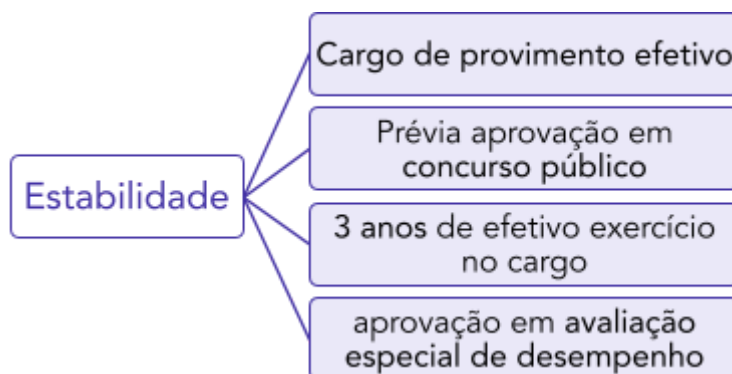 Estabilidade
Cargo de provimento efetivo
Prévia aprovação em
concurso público
3 anos de efetivo exercício
no cargo
aprovação em avaliação
especial de desempenho